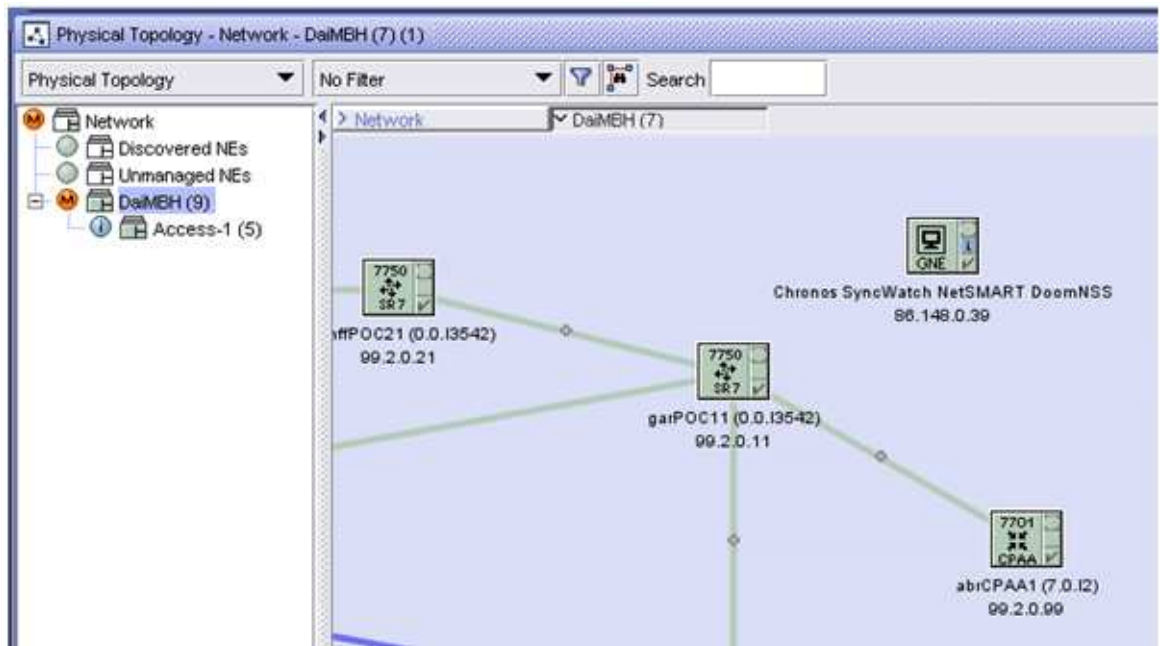 Physical Topology - Network - DaiMBH (7) (1)
Physical Topology
No Filter
Search
Network
Discovered NEs
Unmanaged NEs
DaiMBH (9)
Access-1 (5)
> Network
DaiMBH (7)
7750
SR7
ffPOC21 (0.0.I3542)
99.2.0.21
GNE
Chronos SyncWatch NetSMART DoomNSS
86.148.0.39
7750
SR7
garPOC11 (0.0.I3542)
99.2.0.11
7701
CPAA
abrCPAA1 (7.0.I2)
99.2.0.99